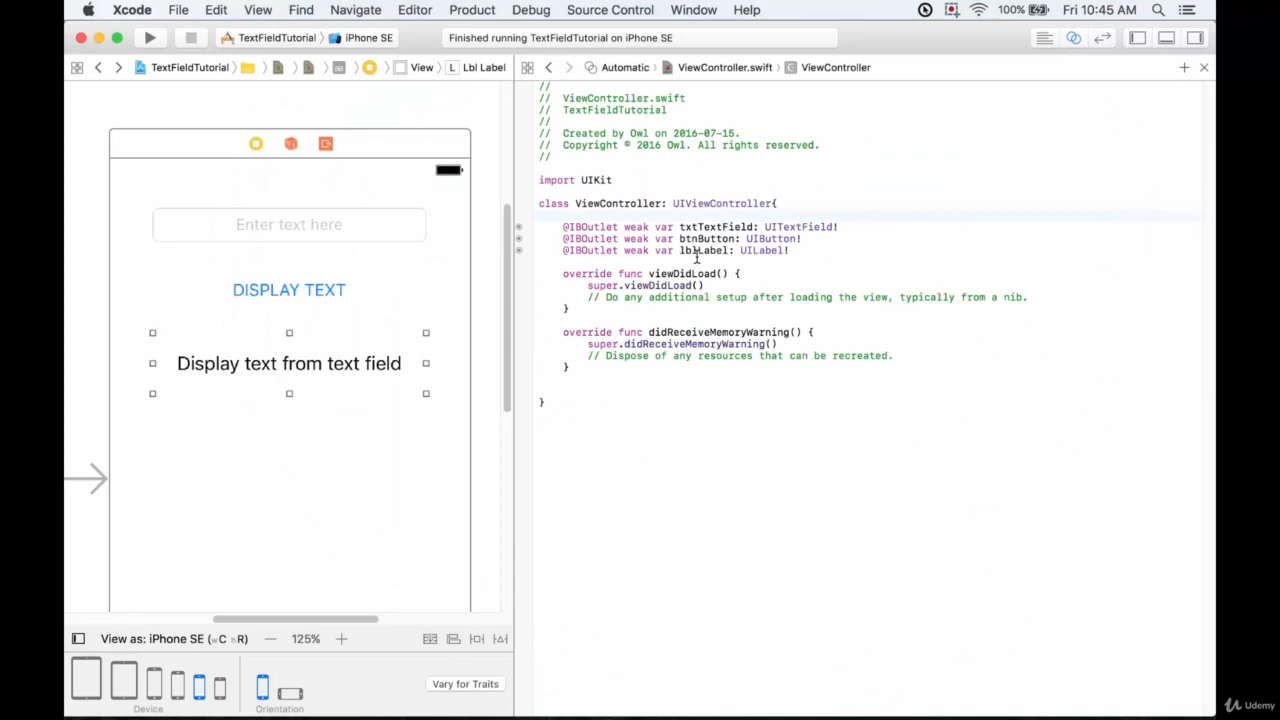 Xcode File Edit View Find Navigate Editor Product Debug Source Control Window Help 100% Fri 10:45 AM
TextFieldTutorial iPhone SE Finished running TextFieldTutorial on iPhone SE
TextFieldTutorial View L Lbl Label Automatic ViewController.swift C ViewController
Enter text here
DISPLAY TEXT
Display text from text field
View as: iPhone SE (wC hR) 125%
Vary for Traits
Device Orientation
//
// ViewController.swift
// TextFieldTutorial
//
// Created by Owl on 2016-07-15.
// Copyright © 2016 Owl. All rights reserved.
//
import UIKit
class ViewController: UIViewController{
@IBOutlet weak var txtTextField: UITextField!
@IBOutlet weak var btnButton: UIButton!
@IBOutlet weak var lblLabel: UILabel!
override func viewDidLoad() {
super.viewDidLoad()
// Do any additional setup after loading the view, typically from a nib.
}
override func didReceiveMemoryWarning() {
super.didReceiveMemoryWarning()
// Dispose of any resources that can be recreated.
}
}
Udemy